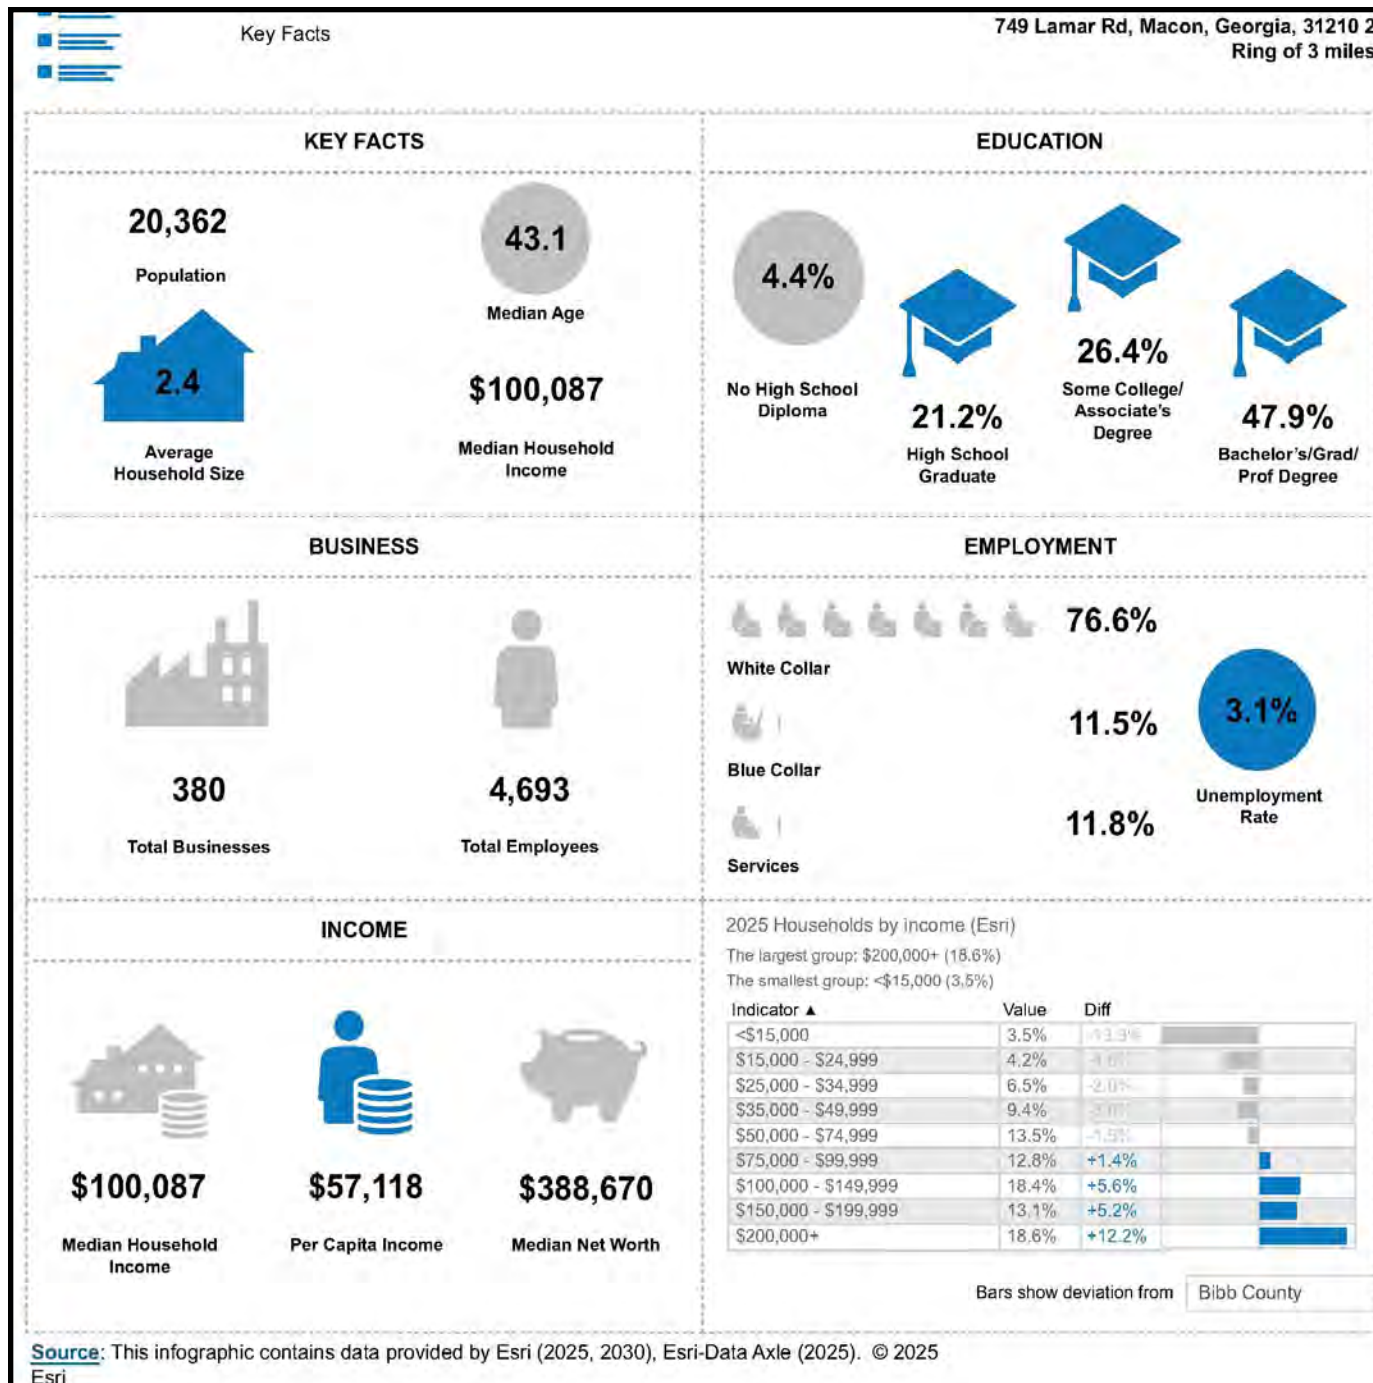 Key Facts
749 Lamar Rd, Macon, Georgia, 31210 2
Ring of 3 miles
KEY FACTS
20,362
Population
43.1
Median Age
2.4
Average
Household Size
$100,087
Median Household
Income
EDUCATION
4.4%
No High School
Diploma
21.2%
High School
Graduate
26.4%
Some College/
Associate's
Degree
47.9%
Bachelor's/Grad/
Prof Degree
BUSINESS
380
Total Businesses
4,693
Total Employees
EMPLOYMENT
76.6%
White Collar
11.5%
Blue Collar
11.8%
Services
3.1%
Unemployment
Rate
INCOME
$100,087
Median Household
Income
$57,118
Per Capita Income
$388,670
Median Net Worth
2025 Households by income (Esri)
The largest group: $200,000+ (18.6%)
The smallest group: <$15,000 (3.5%)
Indicator ▲ Value Diff
<$15,000 3.5% -13.3%
$15,000 - $24,999 4.2%
$25,000 - $34,999 6.5% -2.0%
$35,000 - $49,999 9.4%
$50,000 - $74,999 13.5% -1.5%
$75,000 - $99,999 12.8% +1.4%
$100,000 - $149,999 18.4% +5.6%
$150,000 - $199,999 13.1% +5.2%
$200,000+ 18.6% +12.2%
Bars show deviation from Bibb County
Source: This infographic contains data provided by Esri (2025, 2030), Esri-Data Axle (2025). © 2025
Esri